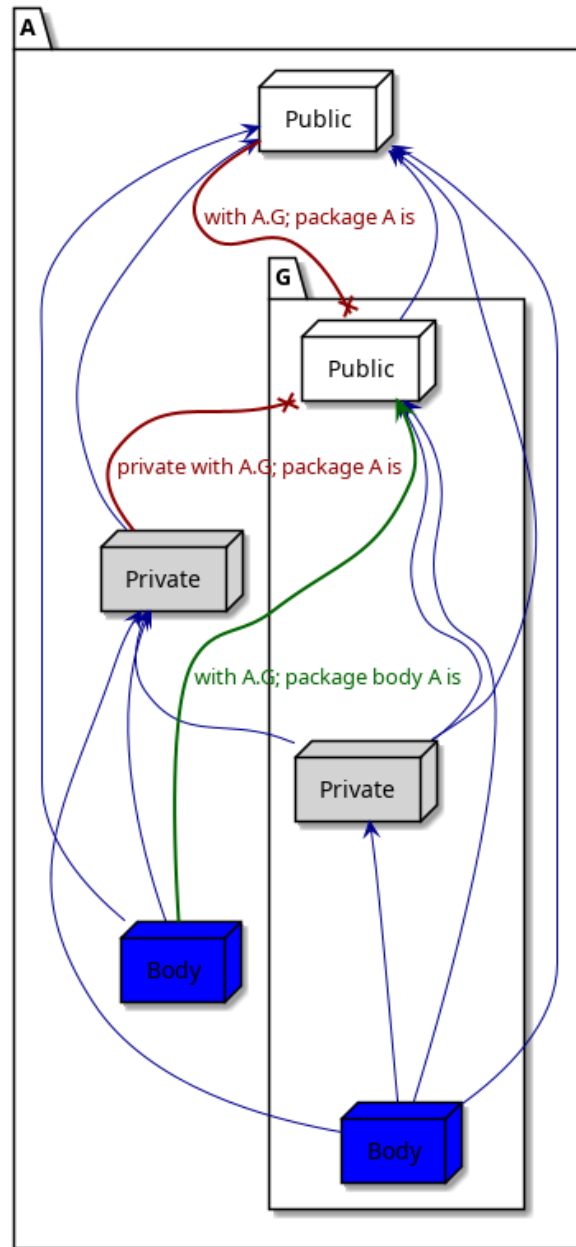 A
Public
with A.G; package A is
G
Public
private with A.G; package A is
Private
with A.G; package body A is
Private
Body
Body